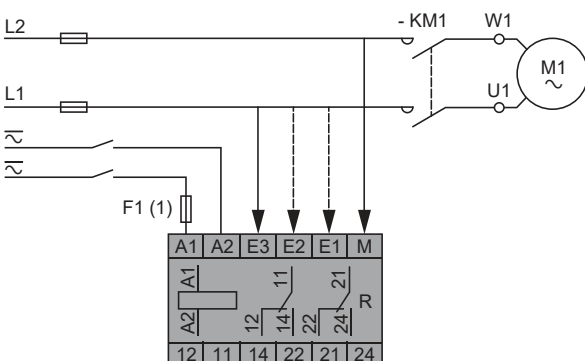 L2
- KM1
W1
M1
~
L1
U1
~
~
F1 (1)
A1 A2 E3 E2 E1 M
A1
A2
11
12
14
21
22
24
R
12 11 14 22 21 24